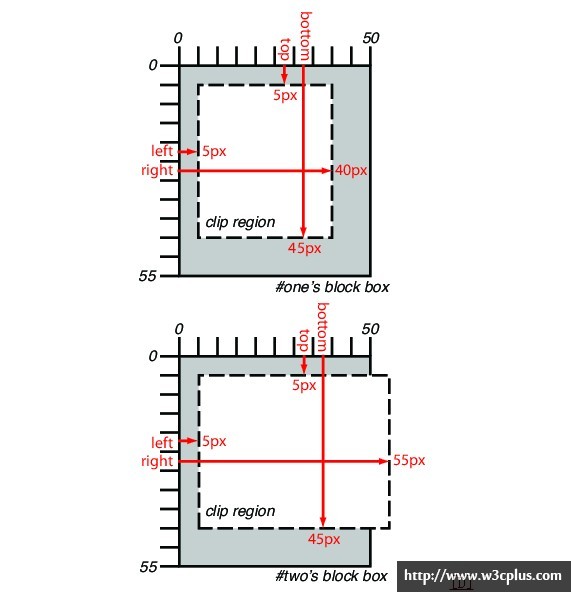 0 50
bottom
top
0
5px
left 5px
right 40px
clip region
45px
55
#one's block box
0 50
bottom
top
0
5px
left 5px
right 55px
clip region
45px
55
#two's block box
http://www.w3cplus.com